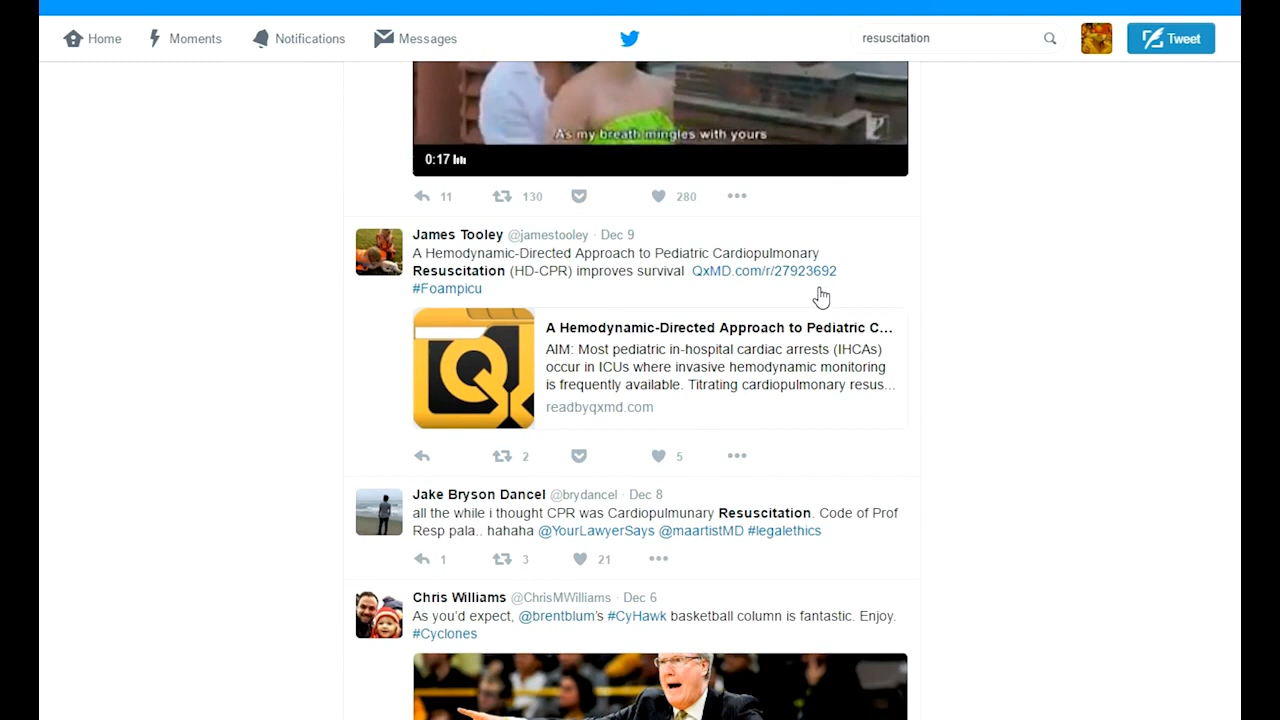 Home
Moments
Notifications
Messages
resuscitation
Tweet
As my breath mingles with yours
0:17
11
130
280
James Tooley @jamestooley · Dec 9
A Hemodynamic-Directed Approach to Pediatric Cardiopulmonary
Resuscitation (HD-CPR) improves survival QxMD.com/r/27923692
#Foampicu
A Hemodynamic-Directed Approach to Pediatric C...
AIM: Most pediatric in-hospital cardiac arrests (IHCAs)
occur in ICUs where invasive hemodynamic monitoring
is frequently available. Titrating cardiopulmonary resus...
readbyqxmd.com
2
5
Jake Bryson Dancel @brydancel · Dec 8
all the while i thought CPR was Cardiopulmunary Resuscitation. Code of Prof
Resp pala.. hahaha @YourLawyerSays @maartistMD #legalethics
1
3
21
Chris Williams @ChrisMWilliams · Dec 6
As you'd expect, @brentblum's #CyHawk basketball column is fantastic. Enjoy.
#Cyclones